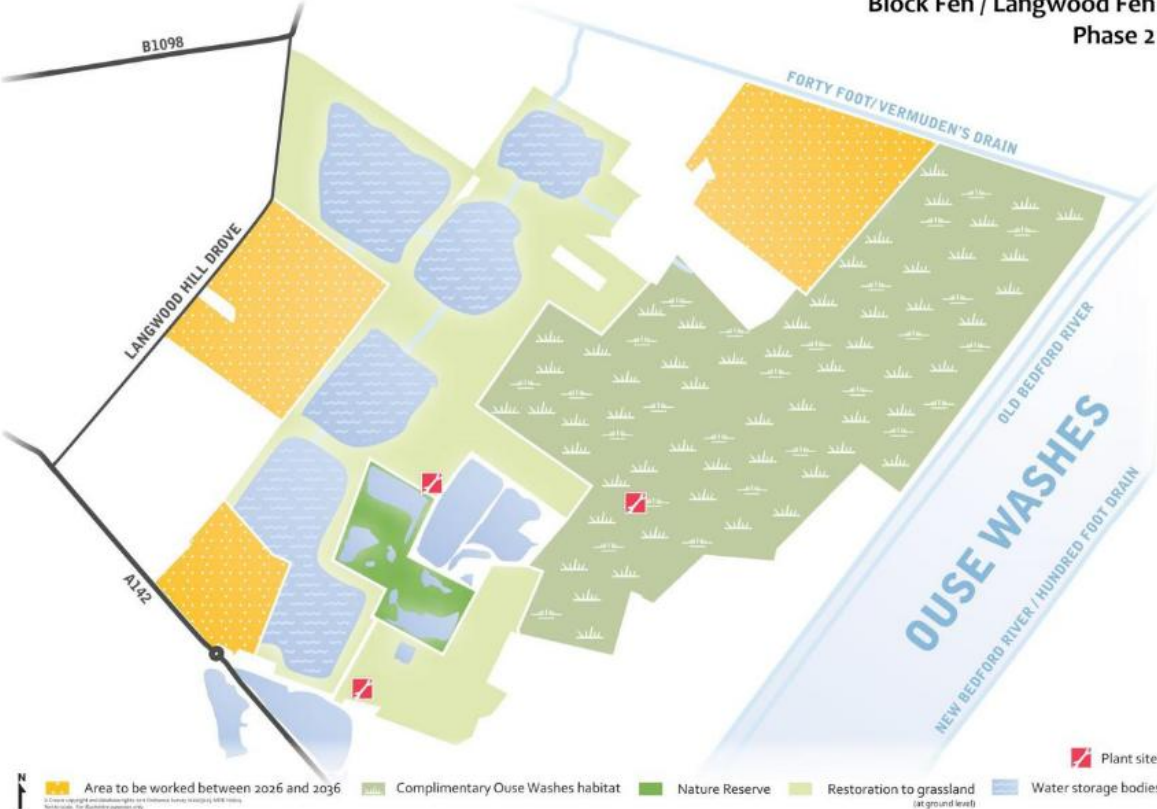 Block Fen / Langwood Fen
Phase 2
B1098
FORTY FOOT/VERMUDEN'S DRAIN
LANGWOOD HILL DROVE
OLD BEDFORD RIVER
OUSE WASHES
NEW BEDFORD RIVER / HUNDRED FOOT DRAIN
A142
Plant site
N
Area to be worked between 2026 and 2036
Complimentary Ouse Washes habitat
Nature Reserve
Restoration to grassland
(at ground level)
Water storage bodies